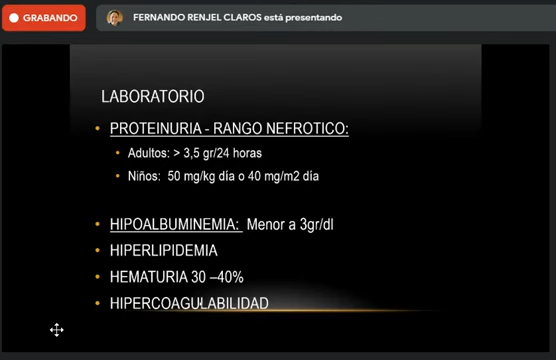 GRABANDO
FERNANDO RENJEL CLAROS está presentando
LABORATORIO
• PROTEINURIA - RANGO NEFROTICO:
• Adultos: > 3,5 gr/24 horas
• Niños: 50 mg/kg día o 40 mg/m2 día
• HIPOALBUMINEMIA: Menor a 3gr/dl
• HIPERLIPIDEMIA
• HEMATURIA 30 –40%
• HIPERCOAGULABILIDAD